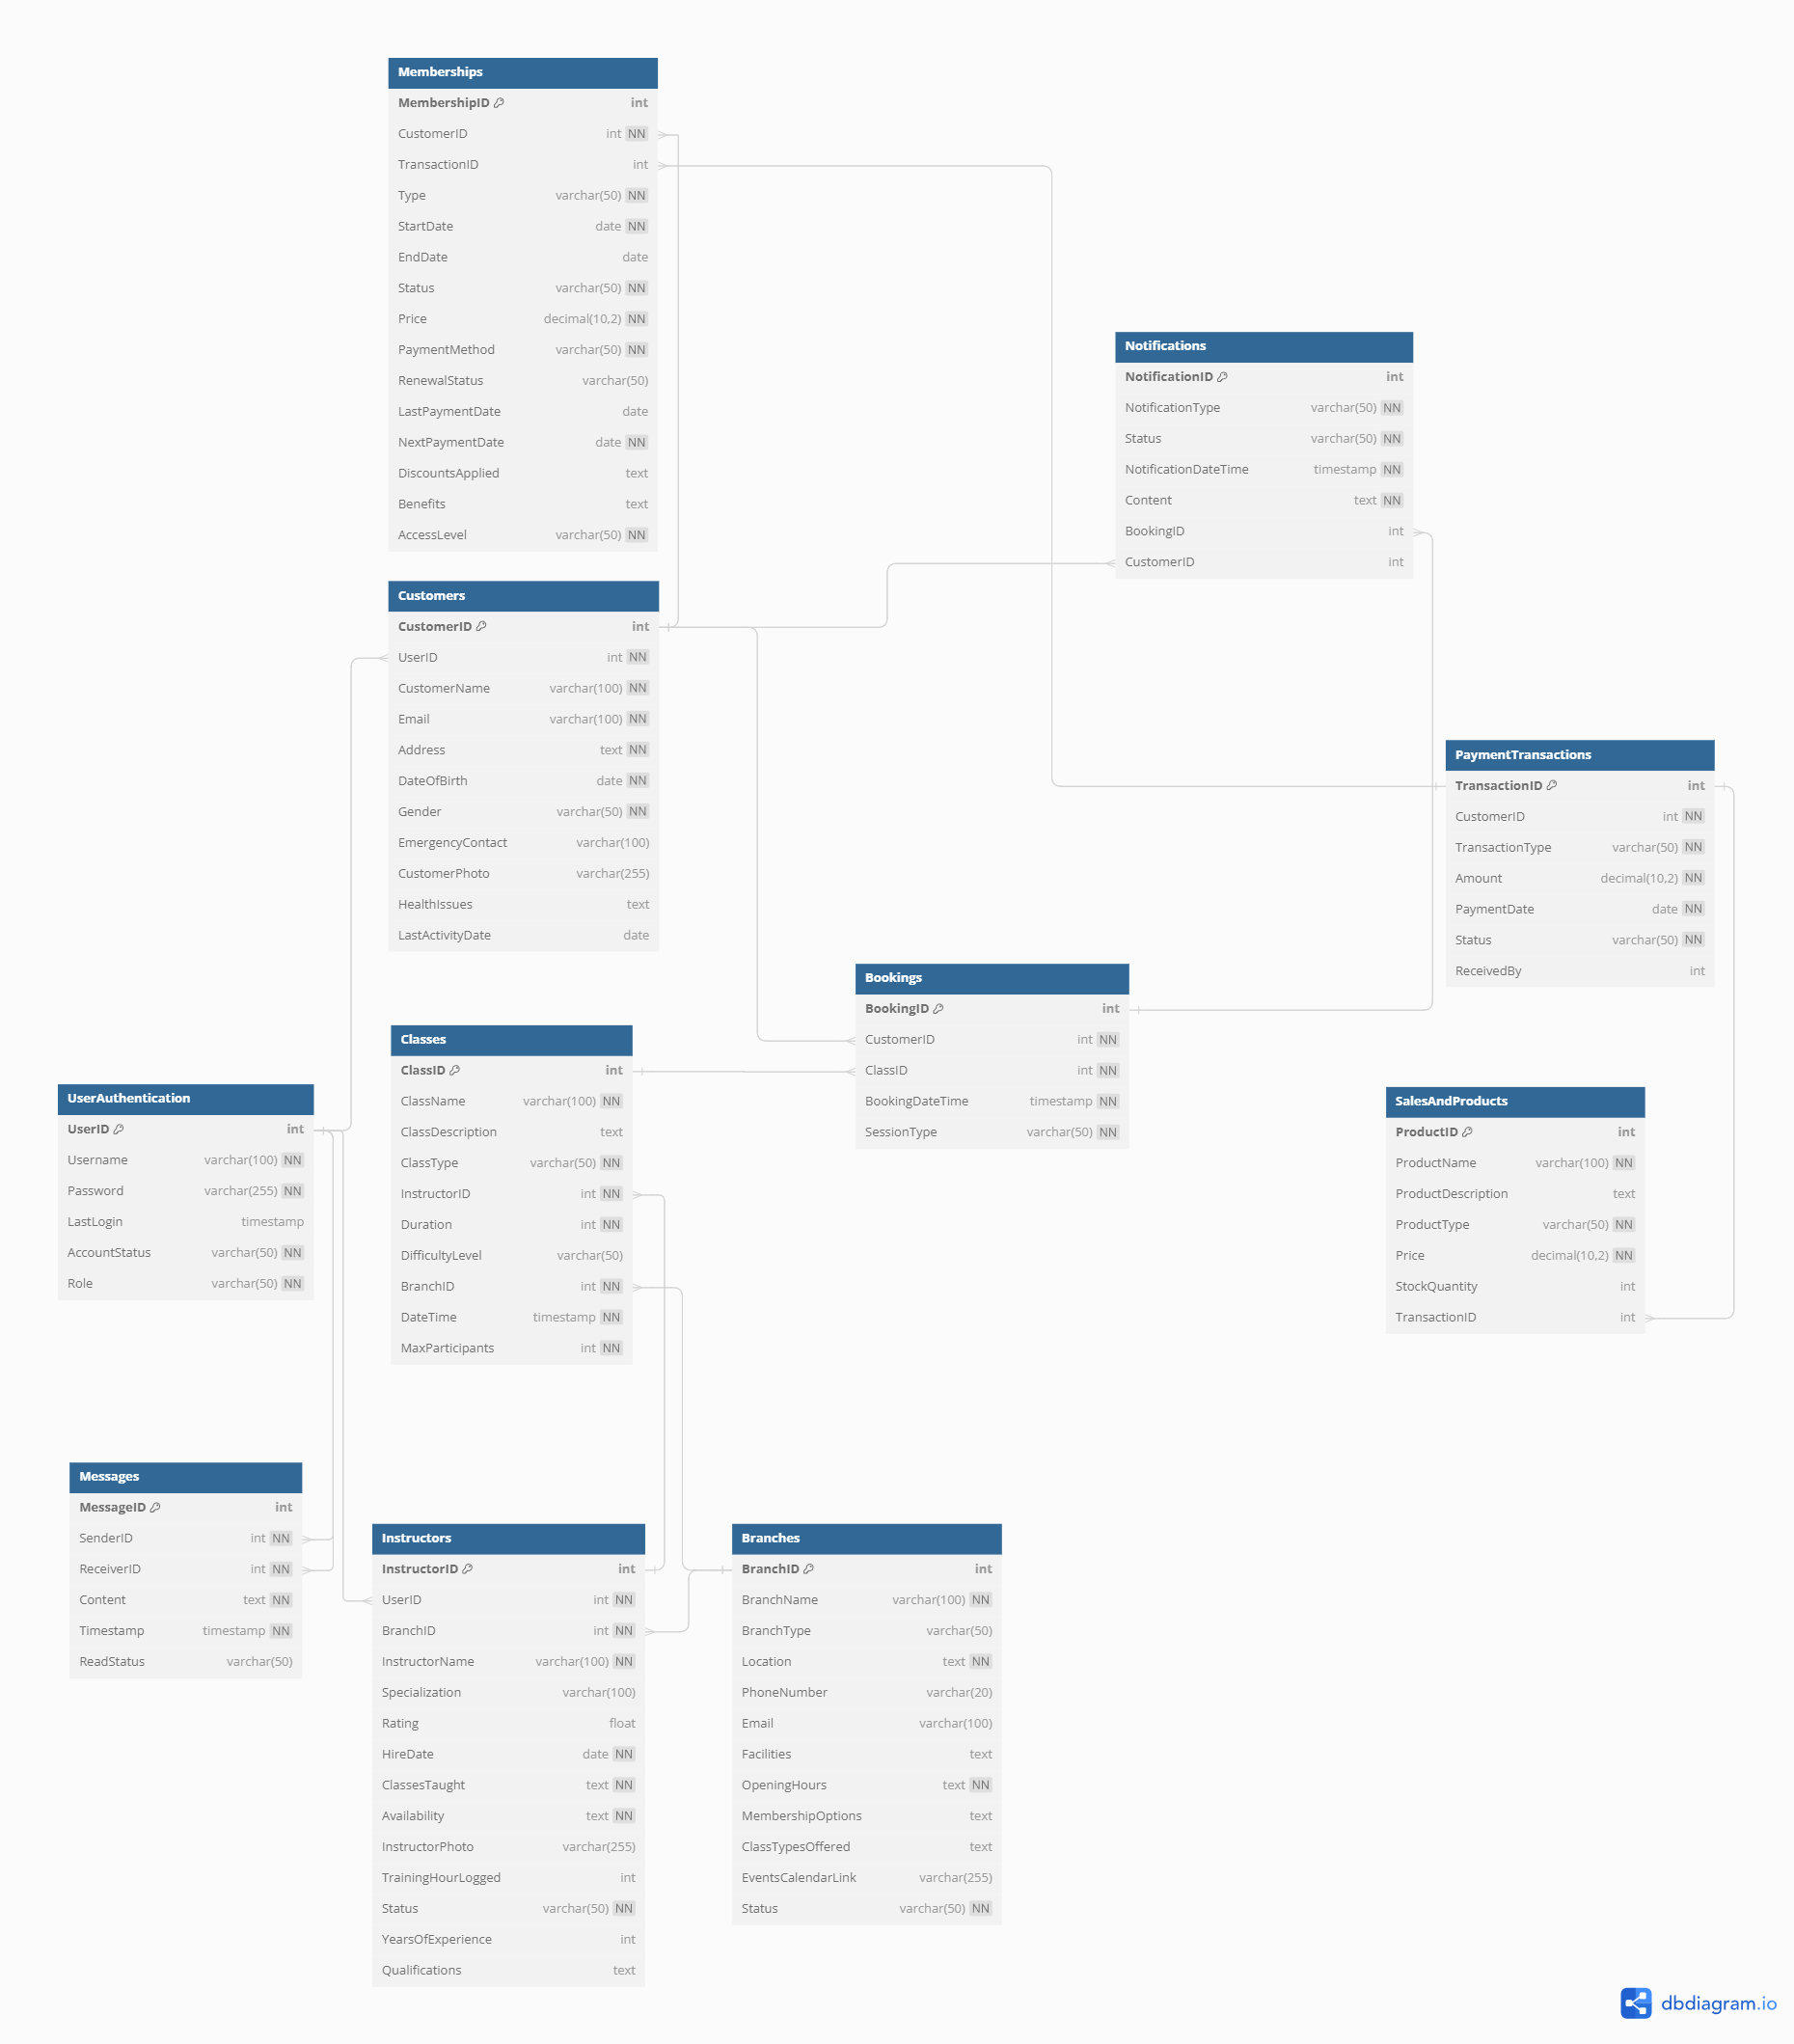 Memberships
MembershipID int
CustomerID int NN
TransactionID int
Type varchar(50) NN
StartDate date NN
EndDate date
Status varchar(50) NN
Price decimal(10,2) NN
PaymentMethod varchar(50) NN
RenewalStatus varchar(50)
LastPaymentDate date
NextPaymentDate date NN
DiscountsApplied text
Benefits text
AccessLevel varchar(50) NN
Notifications
NotificationID int
NotificationType varchar(50) NN
Status varchar(50) NN
NotificationDateTime timestamp NN
Content text NN
BookingID int
CustomerID int
Customers
CustomerID int
UserID int NN
CustomerName varchar(100) NN
Email varchar(100) NN
Address text NN
DateOfBirth date NN
Gender varchar(50) NN
EmergencyContact varchar(100)
CustomerPhoto varchar(255)
HealthIssues text
LastActivityDate date
PaymentTransactions
TransactionID int
CustomerID int NN
TransactionType varchar(50) NN
Amount decimal(10,2) NN
PaymentDate date NN
Status varchar(50) NN
ReceivedBy int
Bookings
BookingID int
CustomerID int NN
ClassID int NN
BookingDateTime timestamp NN
SessionType varchar(50) NN
Classes
ClassID int
ClassName varchar(100) NN
ClassDescription text
ClassType varchar(50) NN
InstructorID int NN
Duration int NN
DifficultyLevel varchar(50)
BranchID int NN
DateTime timestamp NN
MaxParticipants int NN
UserAuthentication
UserID int
Username varchar(100) NN
Password varchar(255) NN
LastLogin timestamp
AccountStatus varchar(50) NN
Role varchar(50) NN
SalesAndProducts
ProductID int
ProductName varchar(100) NN
ProductDescription text
ProductType varchar(50) NN
Price decimal(10,2) NN
StockQuantity int
TransactionID int
Messages
MessageID int
SenderID int NN
ReceiverID int NN
Content text NN
Timestamp timestamp NN
ReadStatus varchar(50)
Instructors
InstructorID int
UserID int NN
BranchID int NN
InstructorName varchar(100) NN
Specialization varchar(100)
Rating float
HireDate date NN
ClassesTaught text NN
Availability text NN
InstructorPhoto varchar(255)
TrainingHourLogged int
Status varchar(50) NN
YearsOfExperience int
Qualifications text
Branches
BranchID int
BranchName varchar(100) NN
BranchType varchar(50)
Location text NN
PhoneNumber varchar(20)
Email varchar(100)
Facilities text
OpeningHours text NN
MembershipOptions text
ClassTypesOffered text
EventsCalendarLink varchar(255)
Status varchar(50) NN
dbdiagram.io